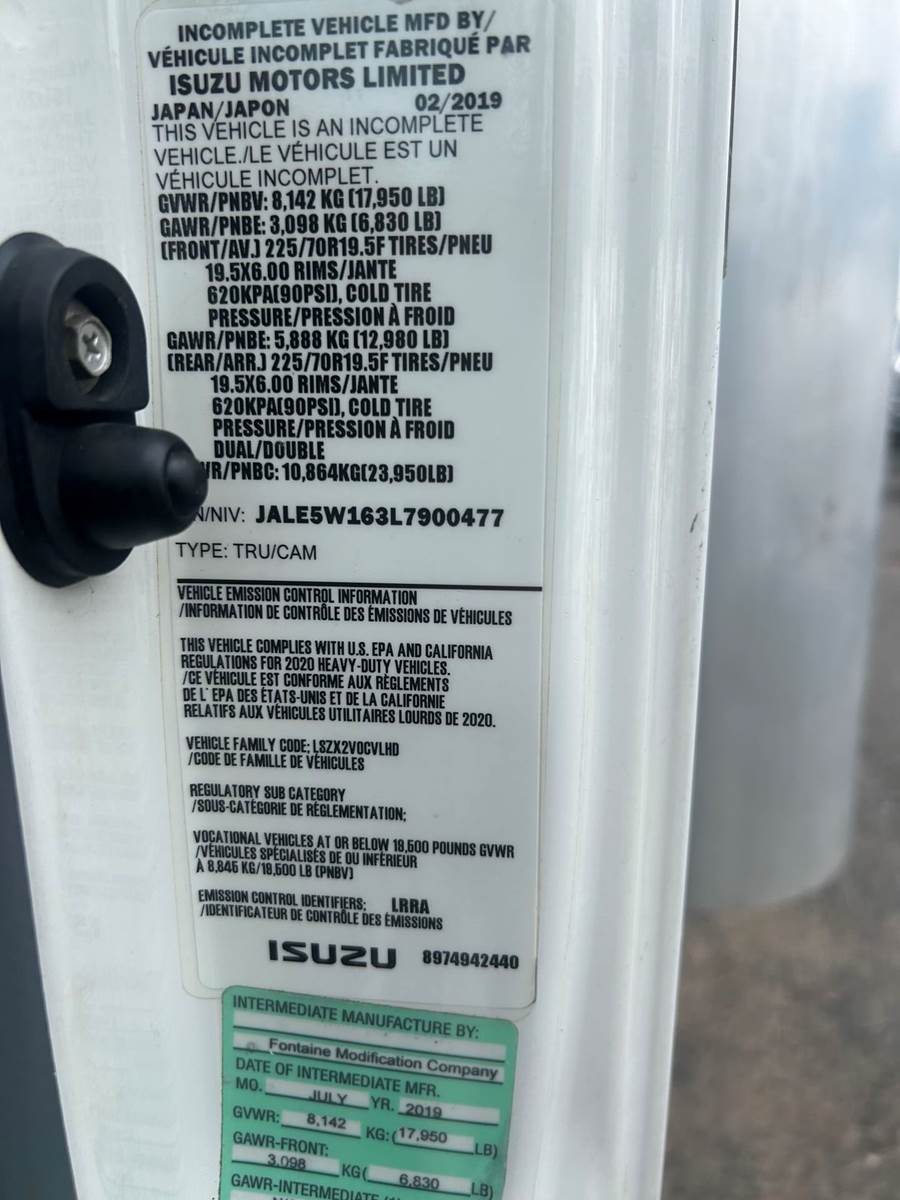 INCOMPLETE VEHICLE MFD BY/
VÉHICULE INCOMPLET FABRIQUÉ PAR
ISUZU MOTORS LIMITED
JAPAN/JAPON 02/2019
THIS VEHICLE IS AN INCOMPLETE
VEHICLE./LE VÉHICULE EST UN
VÉHICULE INCOMPLET.
GVWR/PNBV: 8,142 KG (17,950 LB)
GAWR/PNBE: 3,098 KG (6,830 LB)
(FRONT/AV.) 225/70R19.5F TIRES/PNEU
19.5X6.00 RIMS/JANTE
620KPA(90PSI), COLD TIRE
PRESSURE/PRESSION À FROID
GAWR/PNBE: 5,888 KG (12,980 LB)
(REAR/ARR.) 225/70R19.5F TIRES/PNEU
19.5X6.00 RIMS/JANTE
620KPA(90PSI), COLD TIRE
PRESSURE/PRESSION À FROID
DUAL/DOUBLE
WR/PNBC: 10,864KG(23,950LB)
N/NIV: JALE5W163L7900477
TYPE: TRU/CAM
VEHICLE EMISSION CONTROL INFORMATION
/INFORMATION DE CONTRÔLE DES ÉMISSIONS DE VÉHICULES
THIS VEHICLE COMPLIES WITH U.S. EPA AND CALIFORNIA
REGULATIONS FOR 2020 HEAVY-DUTY VEHICLES.
/CE VÉHICULE EST CONFORME AUX RÈGLEMENTS
DE L' EPA DES ÉTATS-UNIS ET DE LA CALIFORNIE
RELATIFS AUX VÉHICULES UTILITAIRES LOURDS DE 2020.
VEHICLE FAMILY CODE: LSZX2VOCVLHD
/CODE DE FAMILLE DE VÉHICULES
REGULATORY SUB CATEGORY
/SOUS-CATÉGORIE DE RÉGLEMENTATION;
VOCATIONAL VEHICLES AT OR BELOW 19,500 POUNDS GVWR
/VÉHICULES SPÉCIALISÉS DE OU INFÉRIEUR
À 8,845 KG/19,500 LB (PNBV)
EMISSION CONTROL IDENTIFIERS: LRRA
/IDENTIFICATEUR DE CONTRÔLE DES ÉMISSIONS
ISUZU 8974942440
INTERMEDIATE MANUFACTURE BY:
Fontaine Modification Company
DATE OF INTERMEDIATE MFR.
MO. JULY YR. 2019
GVWR: 8,142 KG: (17,950 LB)
GAWR-FRONT:
3,098 KG( 6,830 LB)
GAWR-INTERMEDIATE